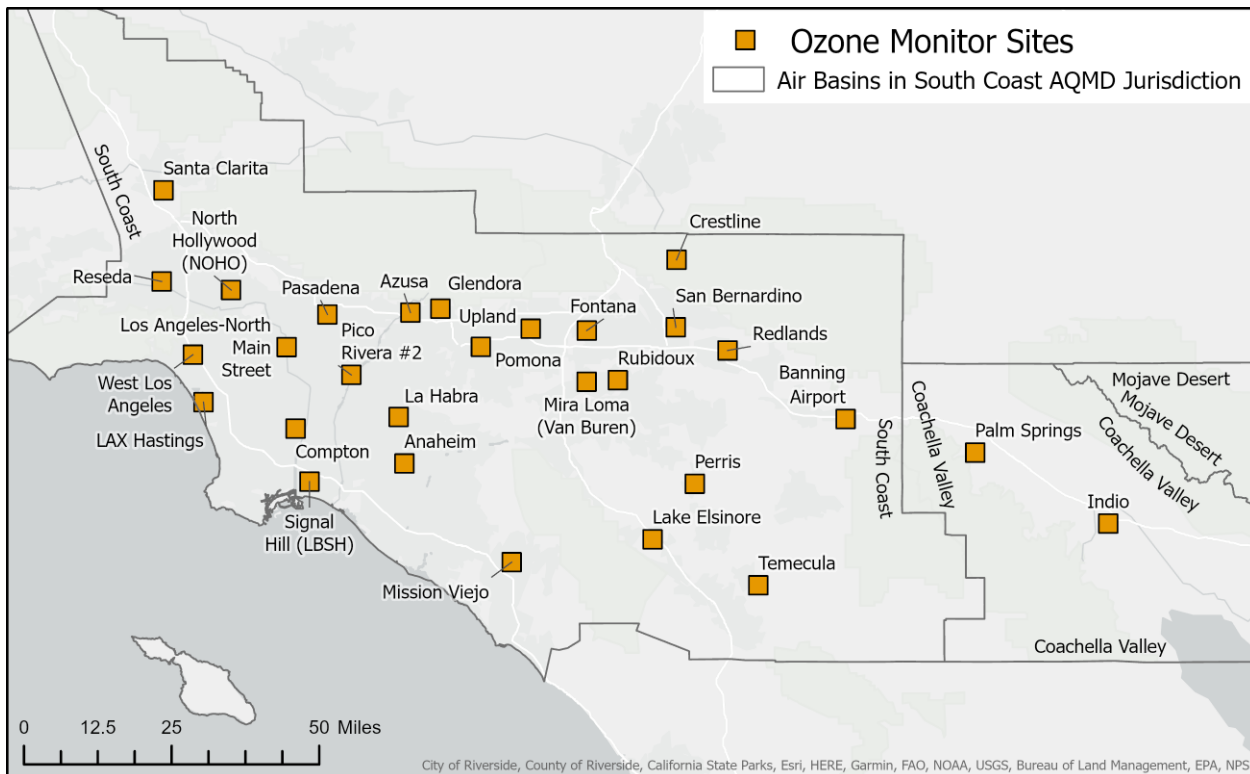 Ozone Monitor Sites
Air Basins in South Coast AQMD Jurisdiction
South Coast
Santa Clarita
North
Hollywood
(NOHO)
Reseda
Pasadena
Azusa
Glendora
Crestline
Los Angeles-North
Main
Street
Pico
Rivera #2
Upland
Pomona
Fontana
San Bernardino
Redlands
Rubidoux
West Los
Angeles
LAX Hastings
La Habra
Mira Loma
(Van Buren)
Banning
Airport
Compton
Anaheim
Signal
Hill (LBSH)
Perris
Lake Elsinore
Mission Viejo
Temecula
South Coast
Coachella Valley
Palm Springs
Indio
Mojave Desert
Mojave Desert
Coachella Valley
Coachella Valley
0 12.5 25 50 Miles
City of Riverside, County of Riverside, California State Parks, Esri, HERE, Garmin, FAO, NOAA, USGS, Bureau of Land Management, EPA, NPS